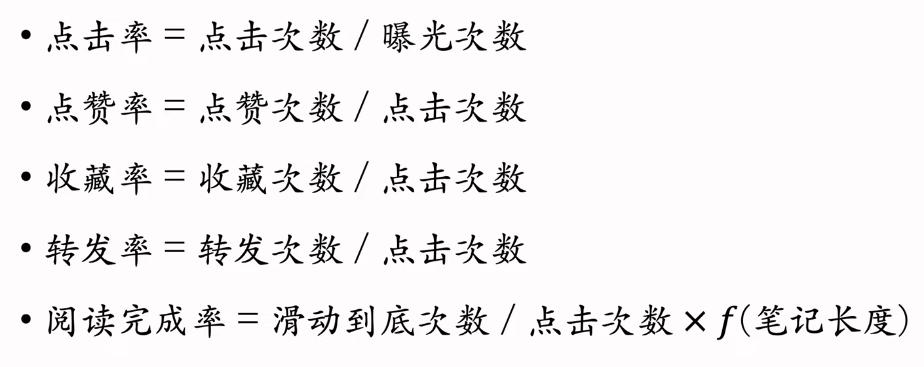 • 点击率 = 点击次数 / 曝光次数
• 点赞率 = 点赞次数 / 点击次数
• 收藏率 = 收藏次数 / 点击次数
• 转发率 = 转发次数 / 点击次数
• 阅读完成率 = 滑动到底次数 / 点击次数 × f(笔记长度)